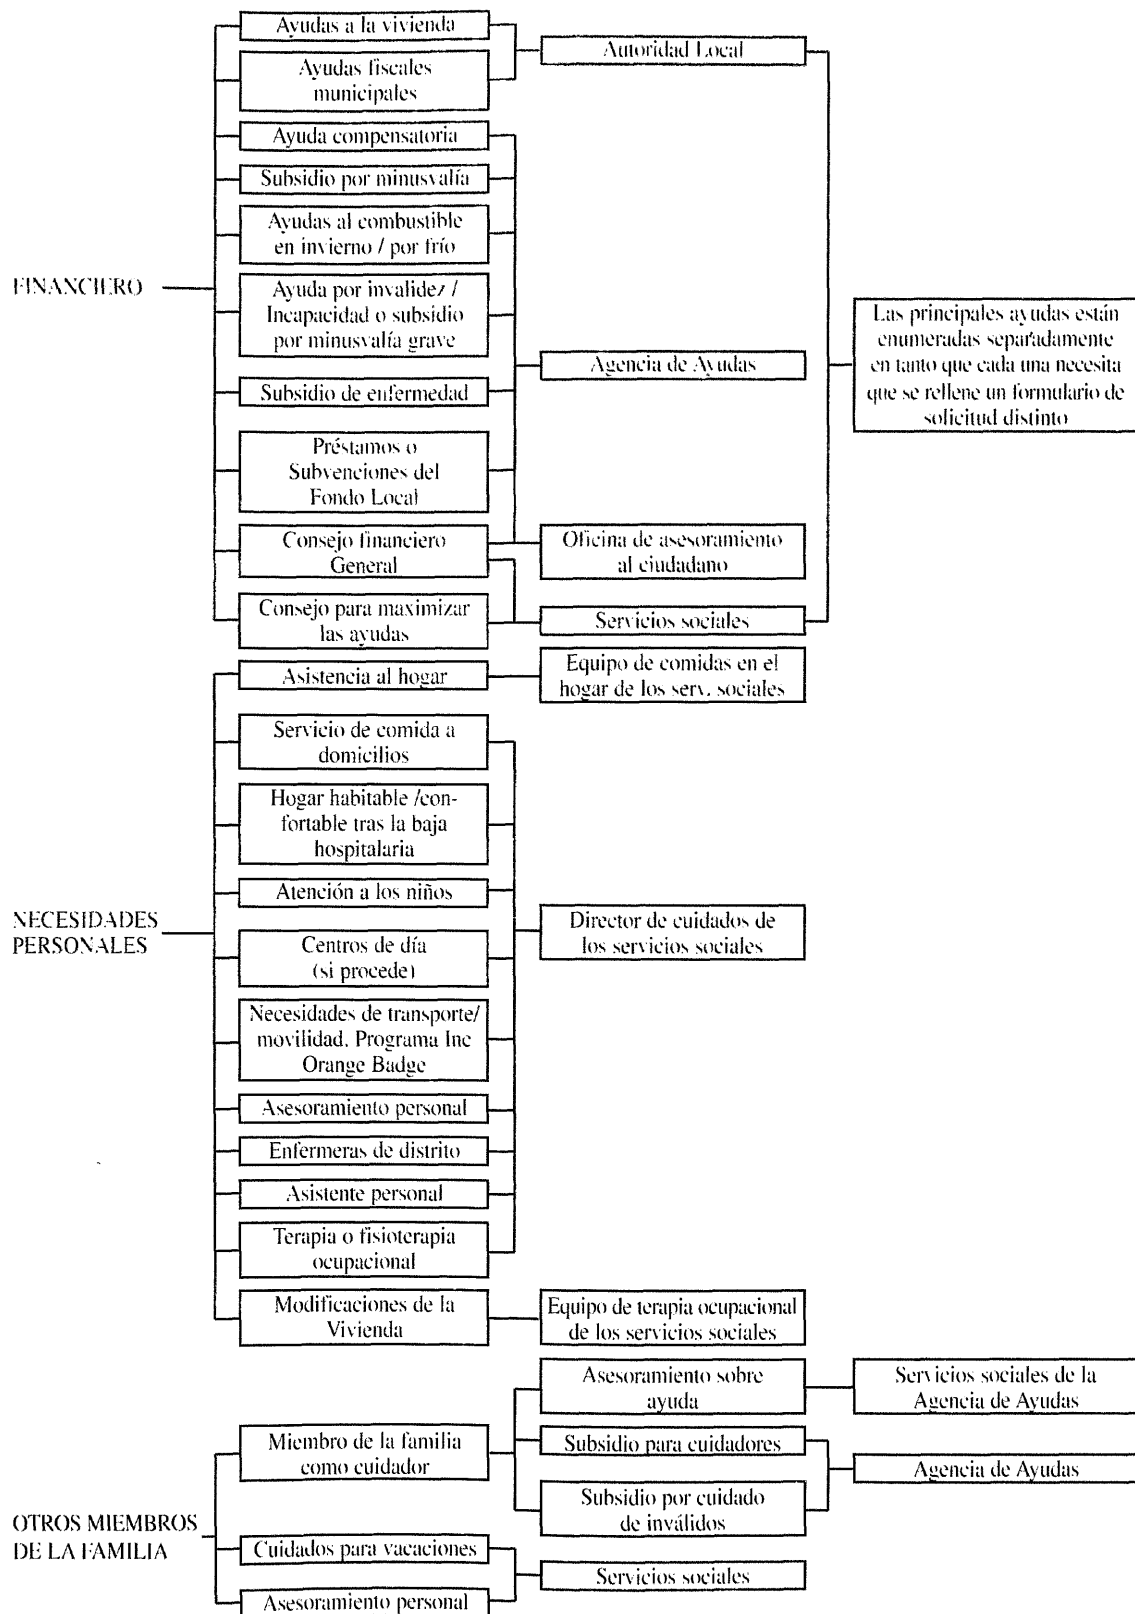 Ayudas a la vivienda
Autoridad Local
Ayudas fiscales
municipales
Ayuda compensatoria
Subsidio por minusvalía
Ayudas al combustible
en invierno / por frío
FINANCIERO
Ayuda por invalidez /
Incapacidad o subsidio
por minusvalía grave
Las principales ayudas están
enumeradas separadamente
en tanto que cada una necesita
que se rellene un formulario de
solicitud distinto
Agencia de Ayudas
Subsidio de enfermedad
Préstamos o
Subvenciones del
Fondo Local
Consejo financiero
General
Oficina de asesoramiento
al ciudadano
Consejo para maximizar
las ayudas
Servicios sociales
Asistencia al hogar
Equipo de comidas en el
hogar de los serv. sociales
Servicio de comida a
domicilios
Hogar habitable /con-
fortable tras la baja
hospitalaria
Atención a los niños
NECESIDADES
PERSONALES
Director de cuidados de
los servicios sociales
Centros de día
(si procede)
Necesidades de transporte/
movilidad. Programa Inc
Orange Badge
Asesoramiento personal
Enfermeras de distrito
Asistente personal
Terapia o fisioterapia
ocupacional
Modificaciones de la
Vivienda
Equipo de terapia ocupacional
de los servicios sociales
Asesoramiento sobre
ayuda
Servicios sociales de la
Agencia de Ayudas
Miembro de la familia
como cuidador
Subsidio para cuidadores
Agencia de Ayudas
Subsidio por cuidado
de inválidos
OTROS MIEMBROS
DE LA FAMILIA
Cuidados para vacaciones
Servicios sociales
Asesoramiento personal